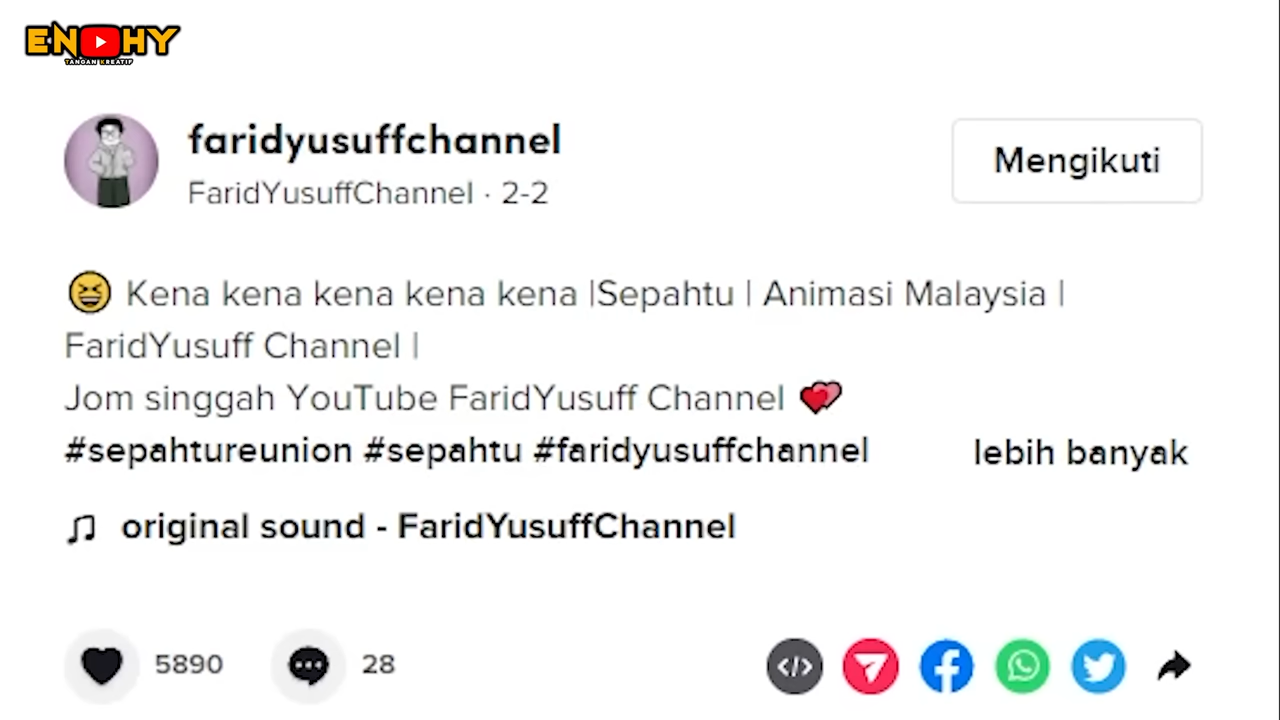 ENOHY
TANGAN KREATIF
faridyusuffchannel
FaridYusuffChannel · 2-2
Mengikuti
😆 Kena kena kena kena kena |Sepahtu | Animasi Malaysia |
FaridYusuff Channel |
Jom singgah YouTube FaridYusuff Channel 💕
#sepahtureunion #sepahtu #faridyusuffchannel
lebih banyak
original sound - FaridYusuffChannel
5890
28